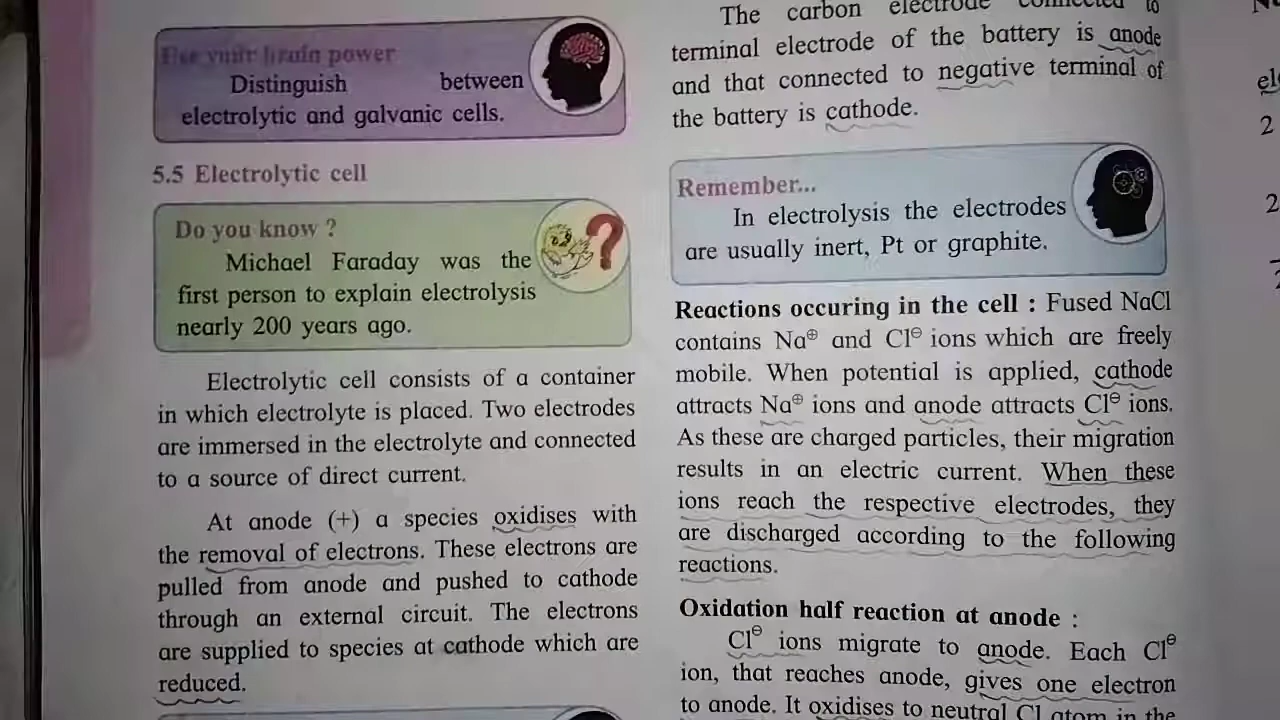 Use your brain power
Distinguish between
electrolytic and galvanic cells.
5.5 Electrolytic cell
Do you know ?
Michael Faraday was the
first person to explain electrolysis
nearly 200 years ago.
Electrolytic cell consists of a container
in which electrolyte is placed. Two electrodes
are immersed in the electrolyte and connected
to a source of direct current.
At anode (+) a species oxidises with
the removal of electrons. These electrons are
pulled from anode and pushed to cathode
through an external circuit. The electrons
are supplied to species at cathode which are
reduced.
The carbon electrode connected to
terminal electrode of the battery is anode
and that connected to negative terminal of
the battery is cathode.
Remember...
In electrolysis the electrodes
are usually inert, Pt or graphite.
Reactions occuring in the cell : Fused NaCl
contains Na⊕ and Cl⊖ ions which are freely
mobile. When potential is applied, cathode
attracts Na⊕ ions and anode attracts Cl⊖ ions.
As these are charged particles, their migration
results in an electric current. When these
ions reach the respective electrodes, they
are discharged according to the following
reactions.
Oxidation half reaction at anode :
Cl⊖ ions migrate to anode. Each Cl⊖
ion, that reaches anode, gives one electron
to anode. It oxidises to neutral Cl atom in the
2
2